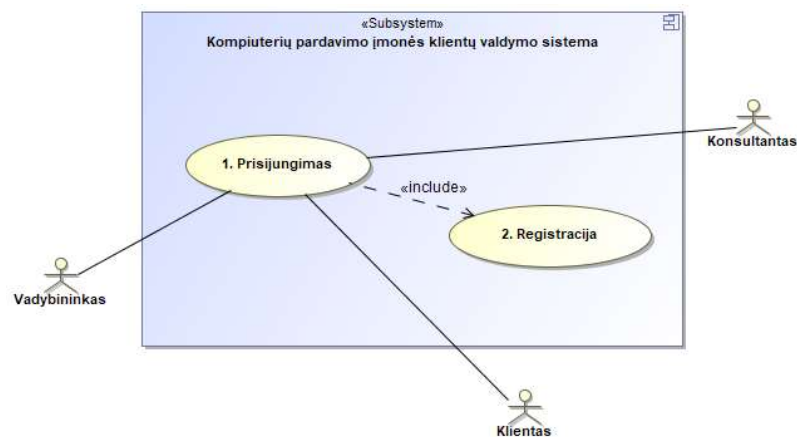 «Subsystem»
Kompiuterių pardavimo įmonės klientų valdymo sistema
Konsultantas
1. Prisijungimas
«include»
2. Registracija
Vadybininkas
Klientas